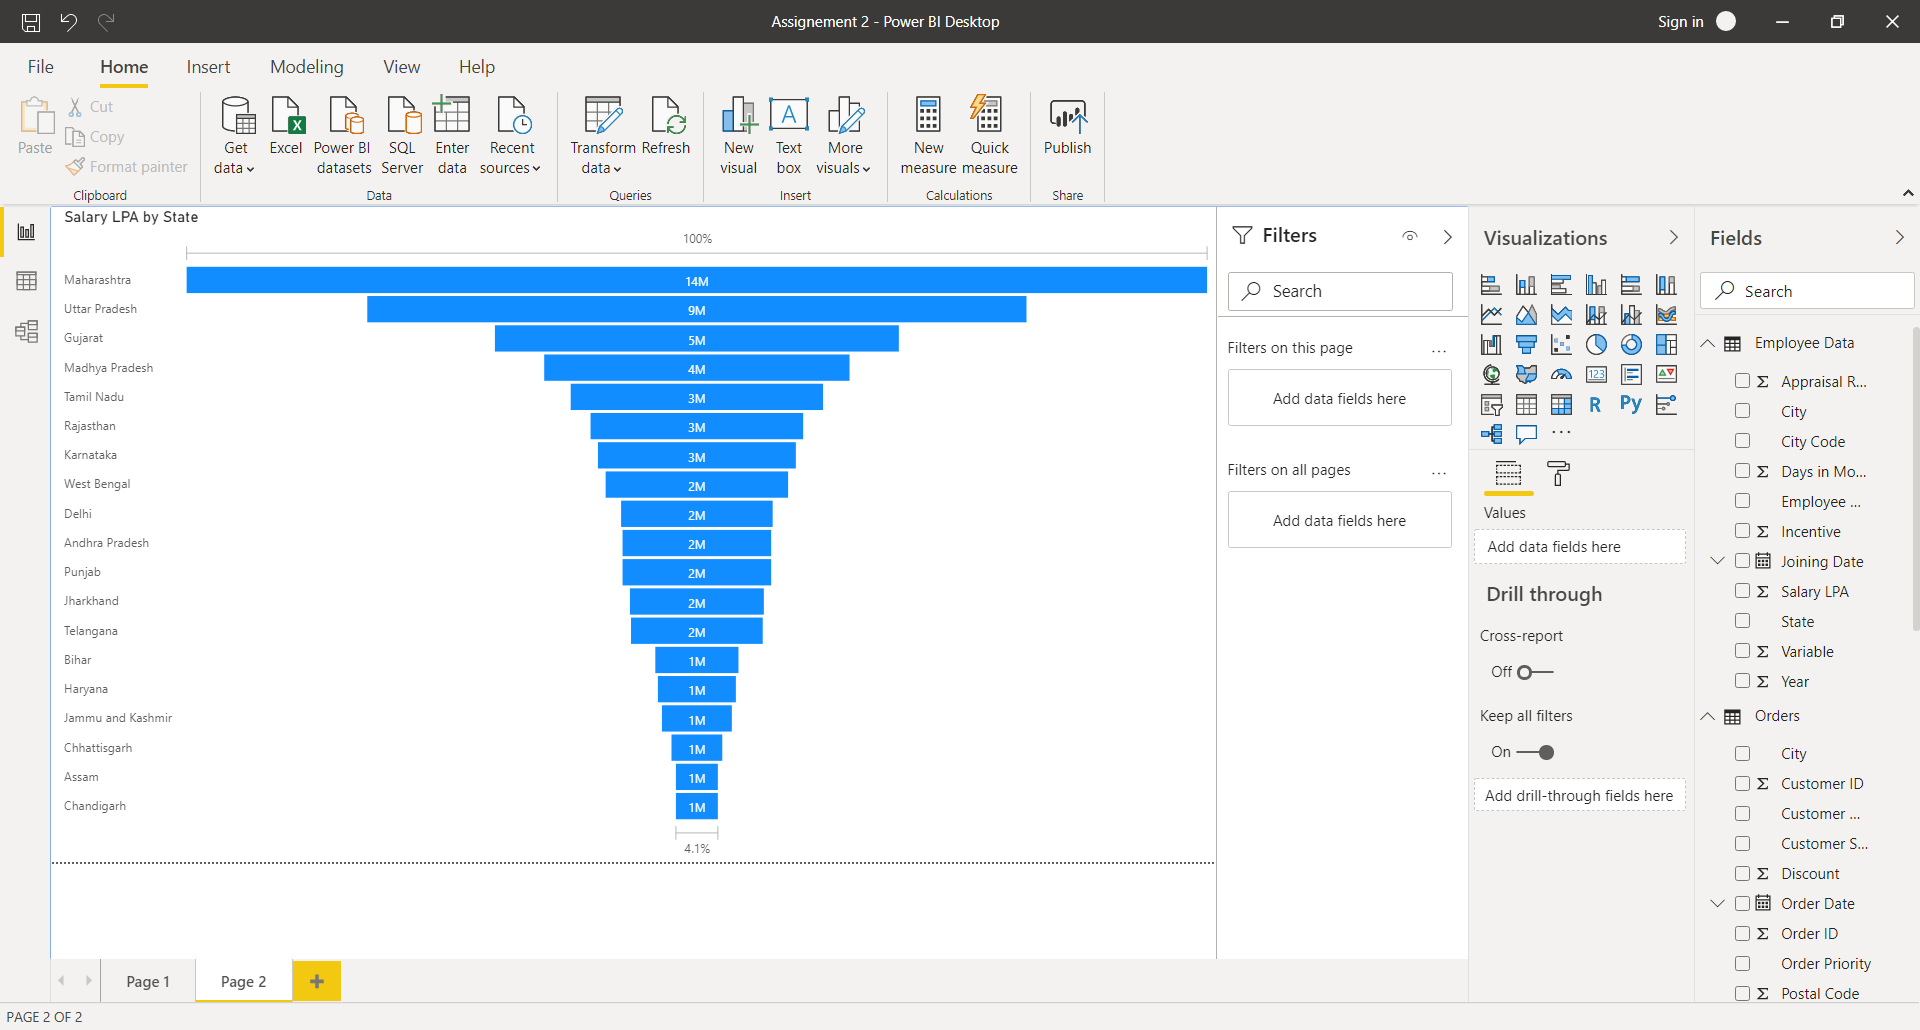 Assignement 2 - Power BI Desktop
Sign in
File Home Insert Modeling View Help
Paste
Cut
Copy
Format painter
Clipboard
Get data
Excel
Power BI datasets
SQL Server
Enter data
Recent sources
Data
Transform data
Refresh
Queries
New visual
Text box
More visuals
Insert
New measure
Quick measure
Calculations
Publish
Share
Salary LPA by State
100%
Maharashtra 14M
Uttar Pradesh 9M
Gujarat 5M
Madhya Pradesh 4M
Tamil Nadu 3M
Rajasthan 3M
Karnataka 3M
West Bengal 2M
Delhi 2M
Andhra Pradesh 2M
Punjab 2M
Jharkhand 2M
Telangana 2M
Bihar 1M
Haryana 1M
Jammu and Kashmir 1M
Chhattisgarh 1M
Assam 1M
Chandigarh 1M
4.1%
Filters
Search
Filters on this page ...
Add data fields here
Filters on all pages ...
Add data fields here
Visualizations
123
R
Py
...
Values
Add data fields here
Drill through
Cross-report
Off
Keep all filters
On
Add drill-through fields here
Fields
Search
Employee Data
Σ Appraisal R...
City
City Code
Σ Days in Mo...
Employee ...
Σ Incentive
Joining Date
Σ Salary LPA
State
Σ Variable
Σ Year
Orders
City
Σ Customer ID
Customer ...
Customer S...
Σ Discount
Order Date
Σ Order ID
Order Priority
Σ Postal Code
Page 1
Page 2
+
PAGE 2 OF 2